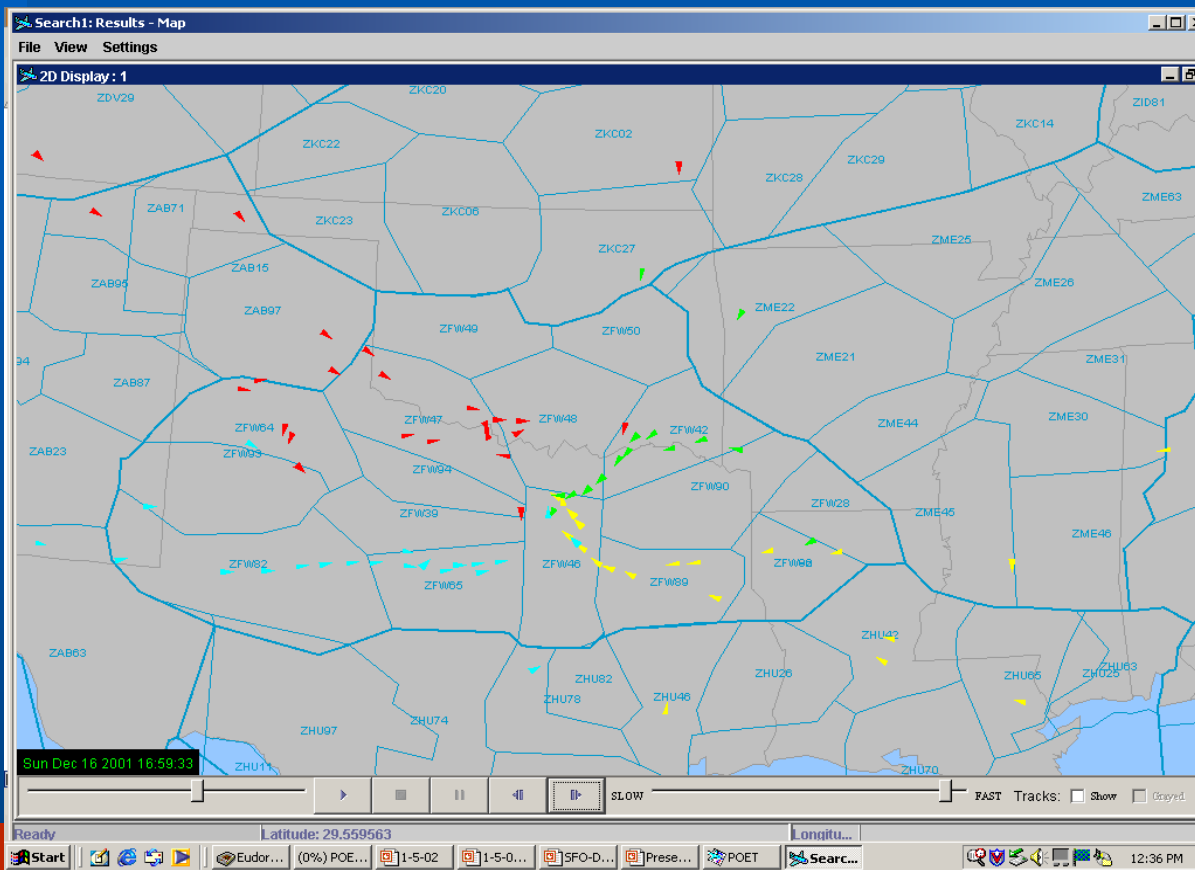 Search1: Results - Map
File View Settings
2D Display : 1
ZDV29
ZKC20
ZID81
ZKC22
ZKC02
ZKC14
ZKC29
ZKC28
ZME63
ZAB71
ZKC23
ZKC06
ZKC27
ZME25
ZAB95
ZAB15
ZME26
ZAB97
ZME22
ZFW49
ZFW50
94
ZAB87
ZME21
ZME31
ZFW64
ZFW47
ZFW48
ZFW42
ZME44
ZME30
ZAB23
ZFW93
ZFW94
ZFW90
ZFW39
ZFW28
ZME45
ZME46
ZFW82
ZFW65
ZFW46
ZFW89
ZAB63
ZHU42
ZHU82
ZHU26
ZHU65
ZHU25
ZHU63
ZHU78
ZHU46
ZHU97
ZHU74
ZHU11
ZHU70
Sun Dec 16 2001 16:59:33
SLOW FAST Tracks: Show Grayed
Ready Latitude: 29.559563 Longitu...
Start Eudor... (0%) POE... 1-5-02 1-5-0... SFO-D... Prese... POET Searc... 12:36 PM